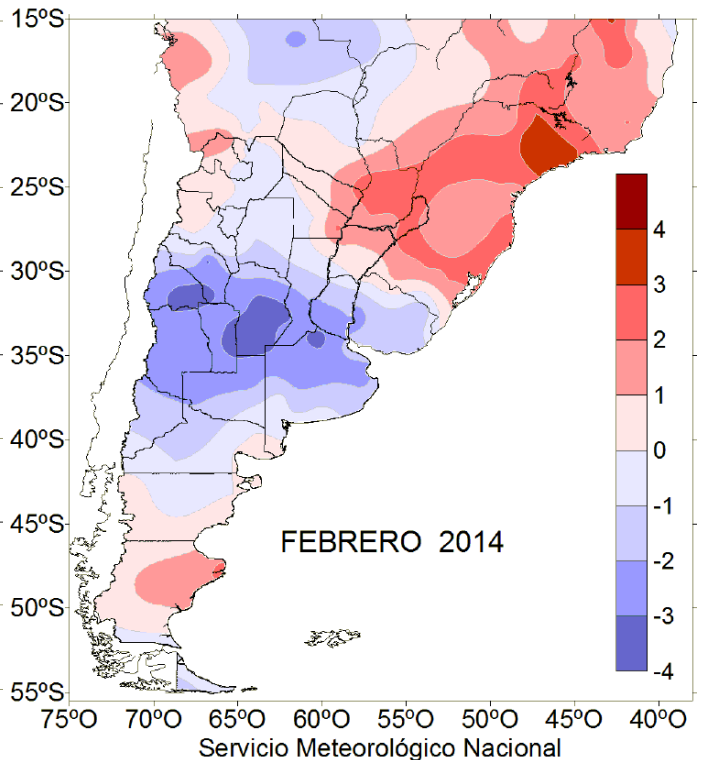 15ºS
20ºS
25ºS
30ºS
35ºS
40ºS
45ºS
50ºS
55ºS
4
3
2
1
0
-1
-2
-3
-4
FEBRERO 2014
75ºO 70ºO 65ºO 60ºO 55ºO 50ºO 45ºO 40ºO
Servicio Meteorológico Nacional